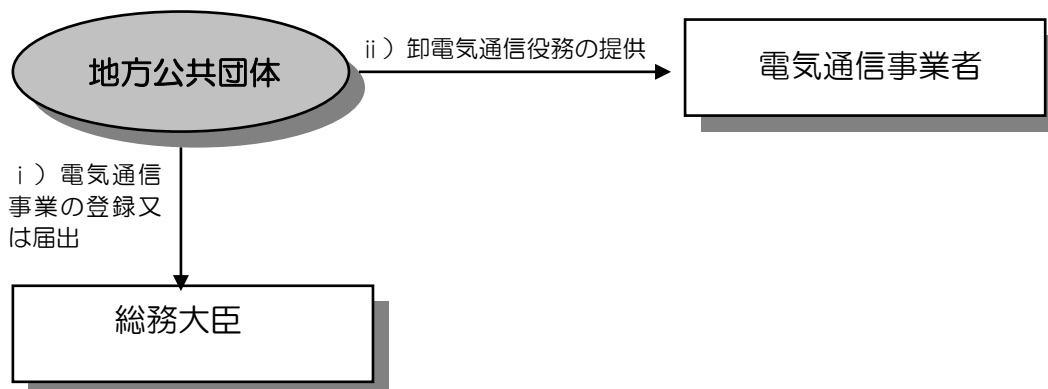 地方公共団体
ⅱ）卸電気通信役務の提供
電気通信事業者
ⅰ）電気通信
事業の登録又
は届出
総務大臣